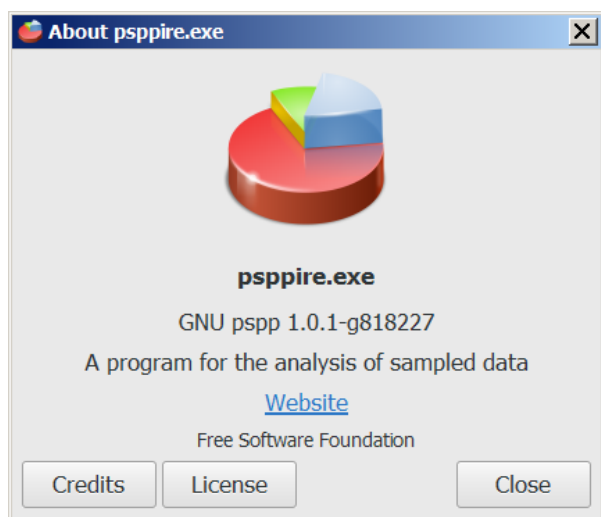 About psppire.exe
psppire.exe
GNU pspp 1.0.1-g818227
A program for the analysis of sampled data
Website
Free Software Foundation
Credits License Close